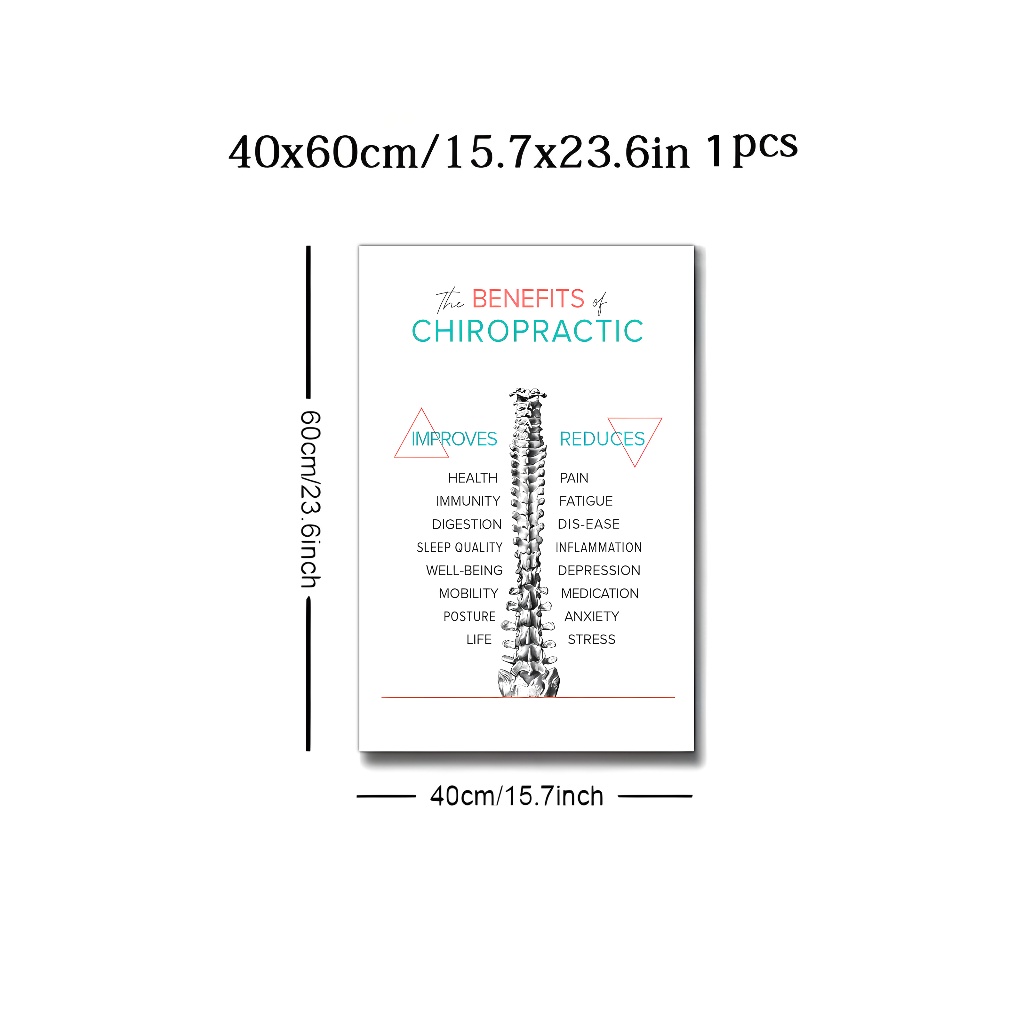 40x60cm/15.7x23.6in 1pcs
The BENEFITS of
CHIROPRACTIC
IMPROVES
HEALTH
IMMUNITY
DIGESTION
SLEEP QUALITY
WELL-BEING
MOBILITY
POSTURE
LIFE
REDUCES
PAIN
FATIGUE
DIS-EASE
INFLAMMATION
DEPRESSION
MEDICATION
ANXIETY
STRESS
60cm/23.6inch
40cm/15.7inch